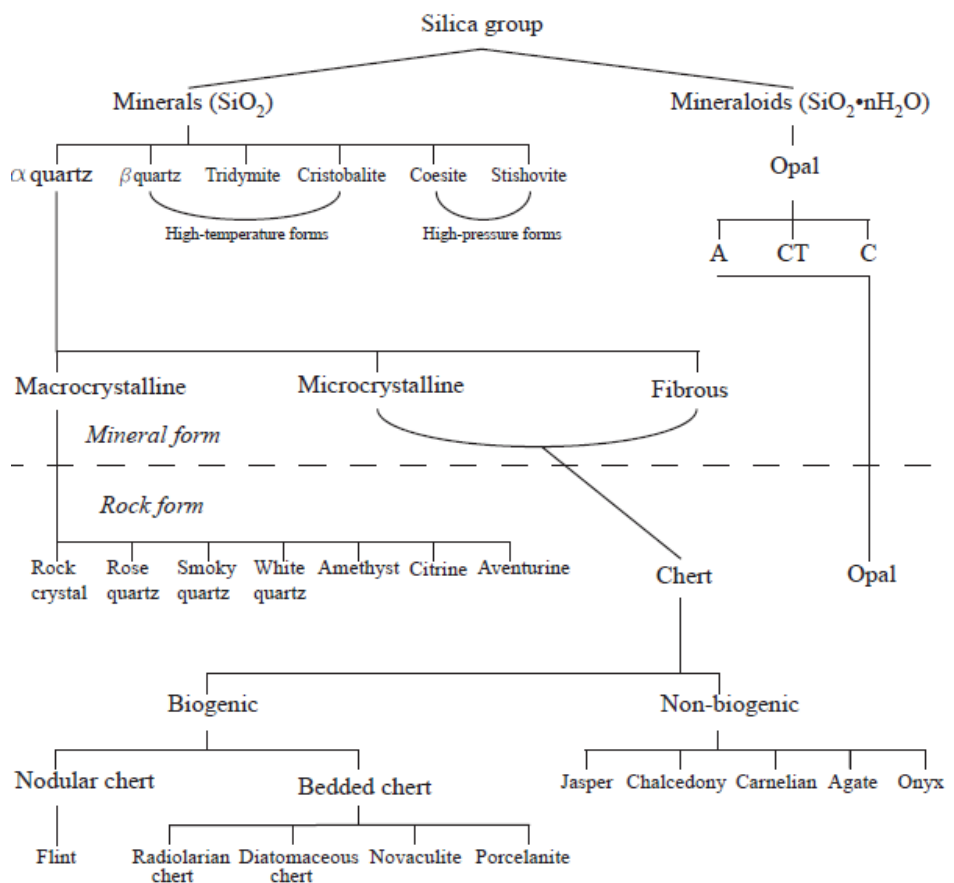 Silica group
Minerals (SiO₂)
Mineraloids (SiO₂•nH₂O)
α quartz
β quartz
Tridymite
Cristobalite
Coesite
Stishovite
Opal
High-temperature forms
High-pressure forms
A
CT
C
Macrocrystalline
Microcrystalline
Fibrous
Mineral form
Rock form
Rock
crystal
Rose
quartz
Smoky
quartz
White
quartz
Amethyst
Citrine
Aventurine
Chert
Opal
Biogenic
Non-biogenic
Nodular chert
Bedded chert
Jasper
Chalcedony
Carnelian
Agate
Onyx
Flint
Radiolarian
chert
Diatomaceous
chert
Novaculite
Porcelanite